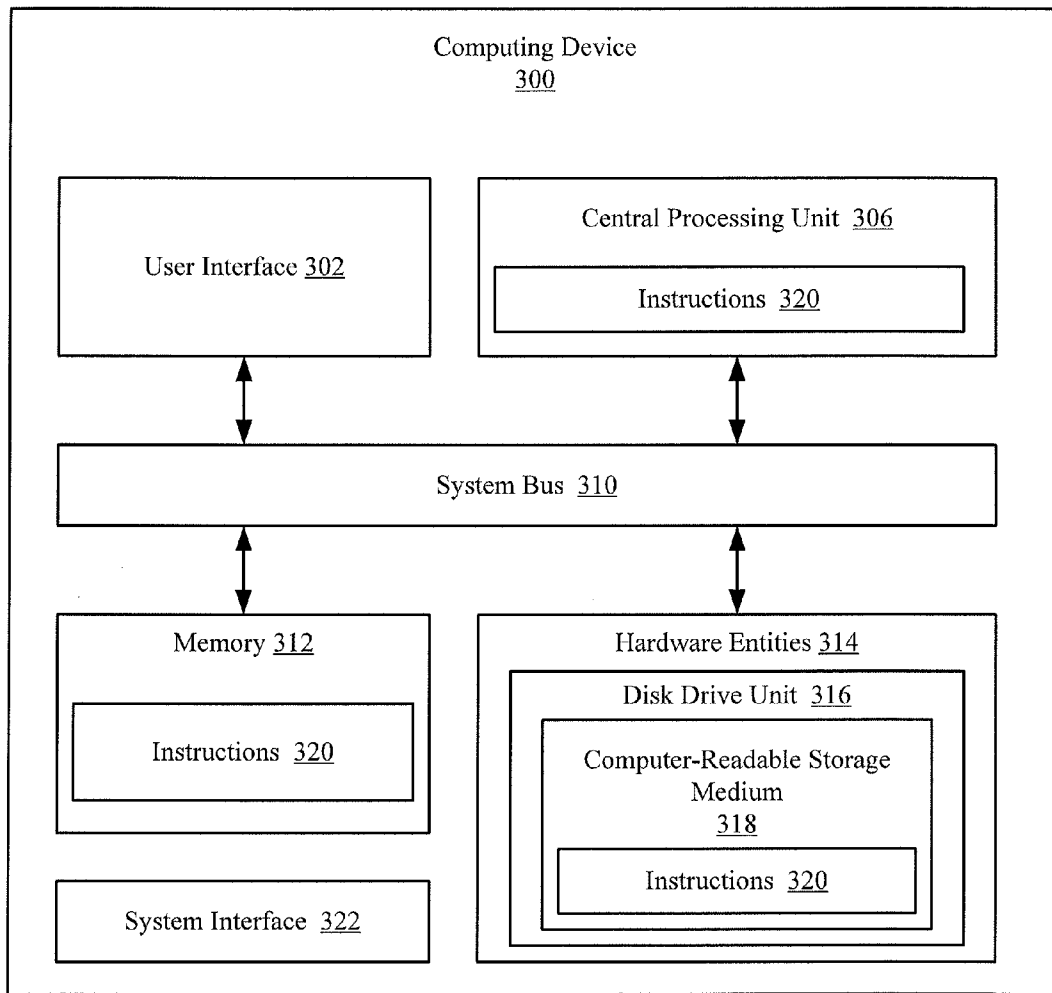 Computing Device
300
User Interface 302
Central Processing Unit 306
Instructions 320
System Bus 310
Memory 312
Instructions 320
Hardware Entities 314
Disk Drive Unit 316
Computer-Readable Storage
Medium
318
Instructions 320
System Interface 322